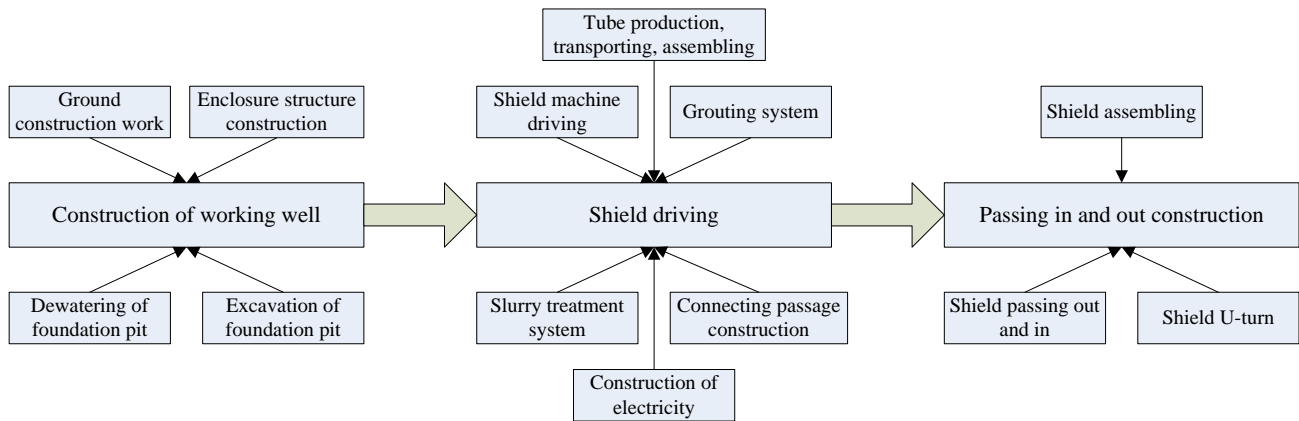 Tube production,
transporting, assembling
Ground
construction work
Enclosure structure
construction
Shield machine
driving
Grouting system
Shield assembling
Construction of working well
Shield driving
Passing in and out construction
Dewatering of
foundation pit
Excavation of
foundation pit
Slurry treatment
system
Connecting passage
construction
Shield passing out
and in
Shield U-turn
Construction of
electricity